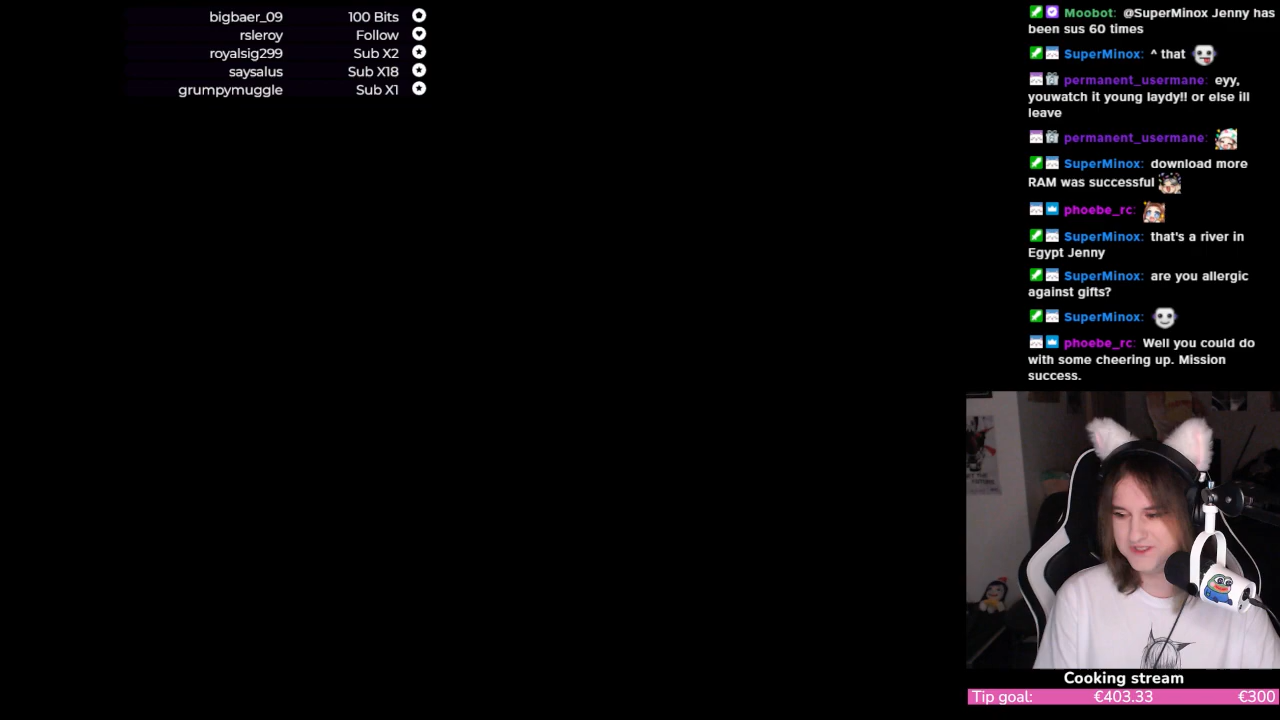 bigbaer_09 100 Bits
rsleroy Follow
royalsig299 Sub X2
saysalus Sub X18
grumpymuggle Sub X1
Moobot: @SuperMinox Jenny has
been sus 60 times
SuperMinox: ^ that
permanent_usermane: eyy,
youwatch it young laydy!! or else ill
leave
permanent_usermane:
SuperMinox: download more
RAM was successful
phoebe_rc:
SuperMinox: that's a river in
Egypt Jenny
SuperMinox: are you allergic
against gifts?
SuperMinox:
phoebe_rc: Well you could do
with some cheering up. Mission
success.
Cooking stream
Tip goal: €403.33 €300